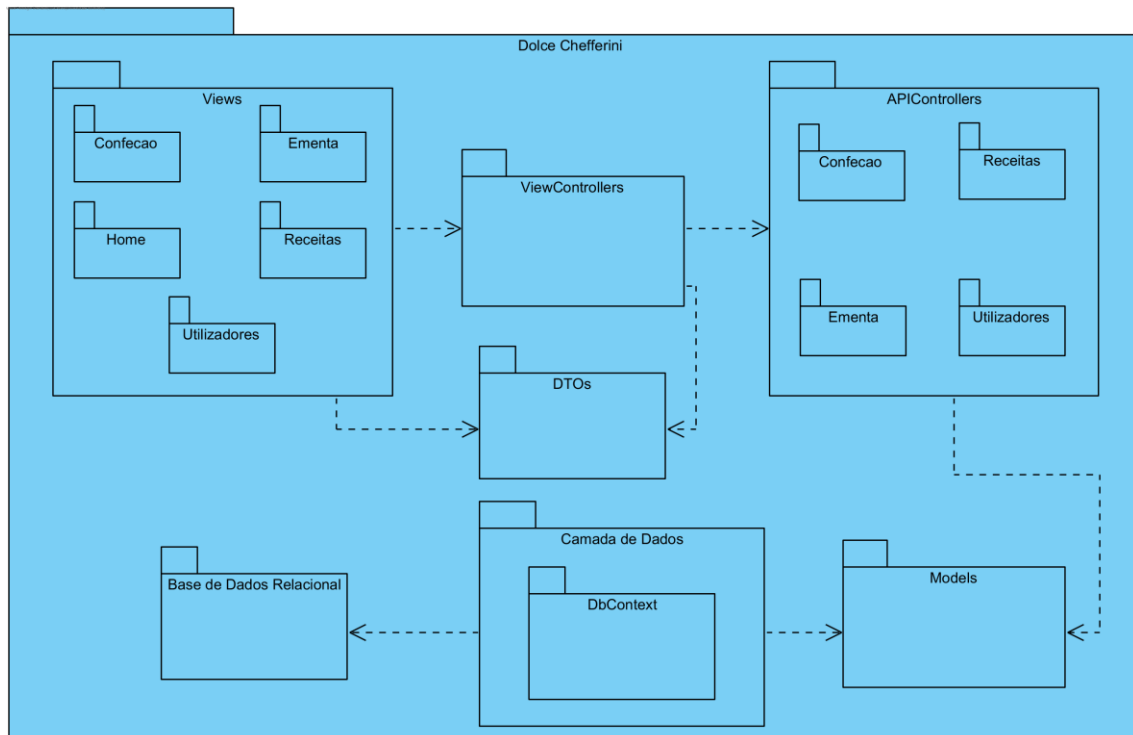 Dolce Chefferini
Views
Confecao
Ementa
Home
Receitas
Utilizadores
ViewControllers
APIControllers
Confecao
Receitas
Ementa
Utilizadores
DTOs
Base de Dados Relacional
Camada de Dados
DbContext
Models